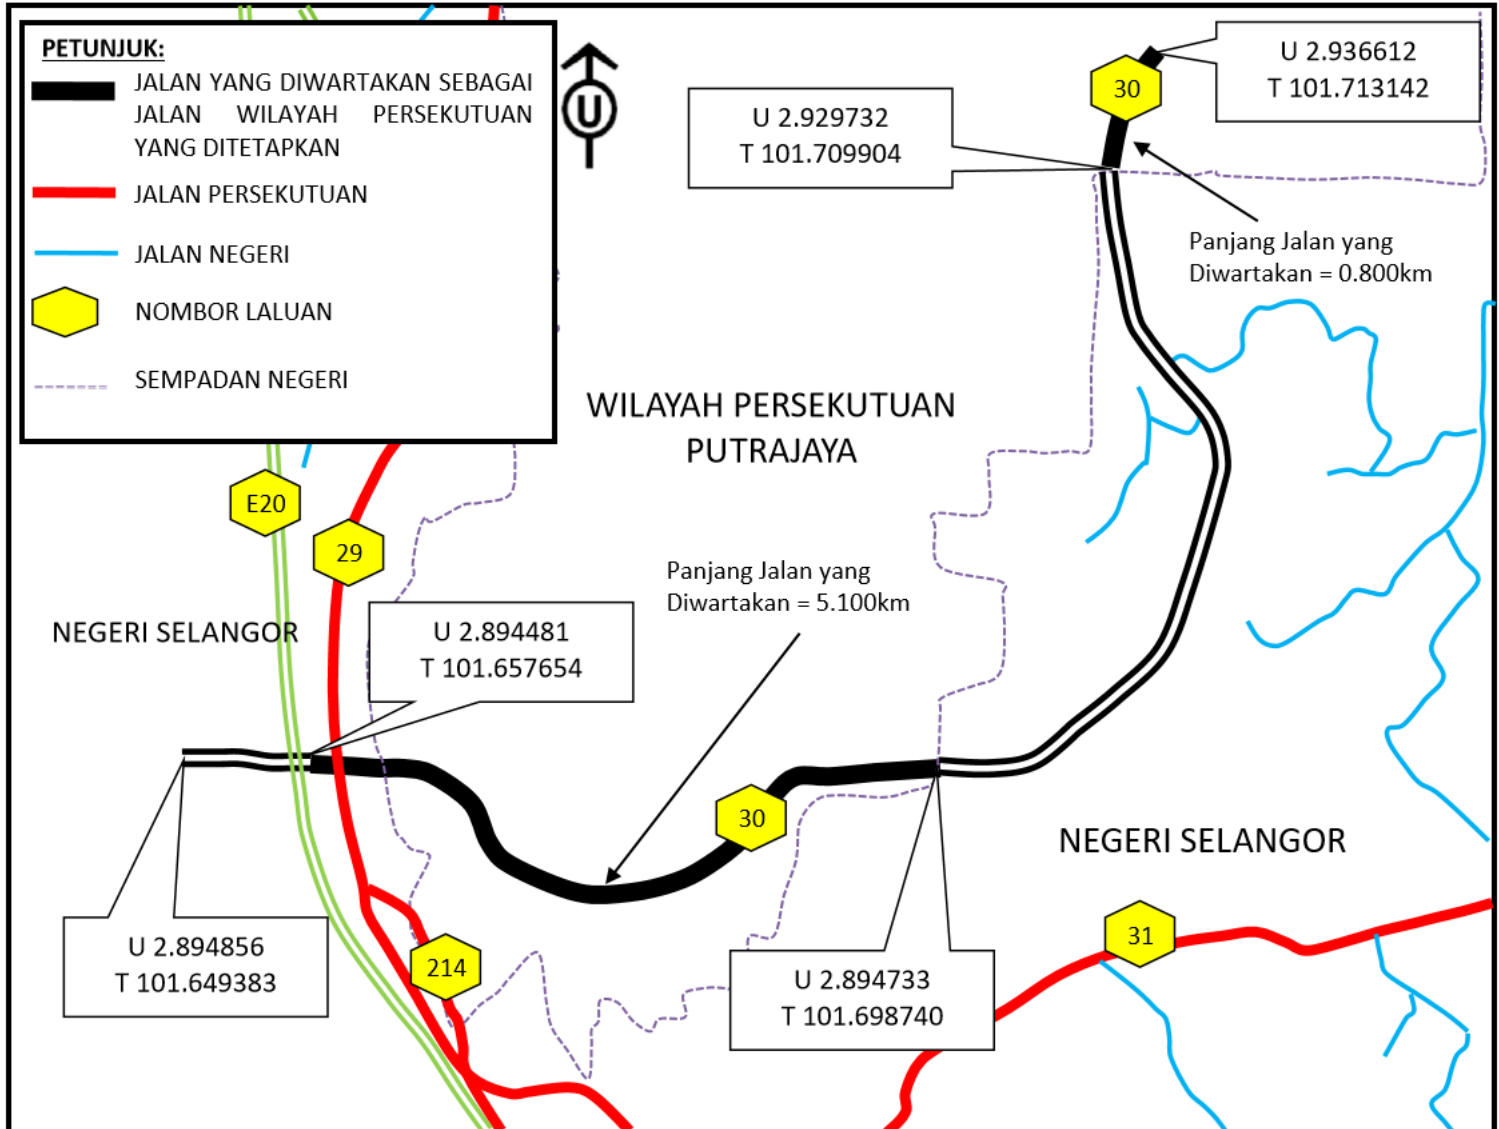 PETUNJUK:
JALAN YANG DIWARTAKAN SEBAGAI
JALAN WILAYAH PERSEKUTUAN
YANG DITETAPKAN
JALAN PERSEKUTUAN
JALAN NEGERI
NOMBOR LALUAN
SEMPADAN NEGERI
U
30
U 2.936612
T 101.713142
U 2.929732
T 101.709904
Panjang Jalan yang
Diwartakan = 0.800km
WILAYAH PERSEKUTUAN
PUTRAJAYA
E20
29
Panjang Jalan yang
Diwartakan = 5.100km
NEGERI SELANGOR
U 2.894481
T 101.657654
30
NEGERI SELANGOR
U 2.894856
T 101.649383
214
U 2.894733
T 101.698740
31